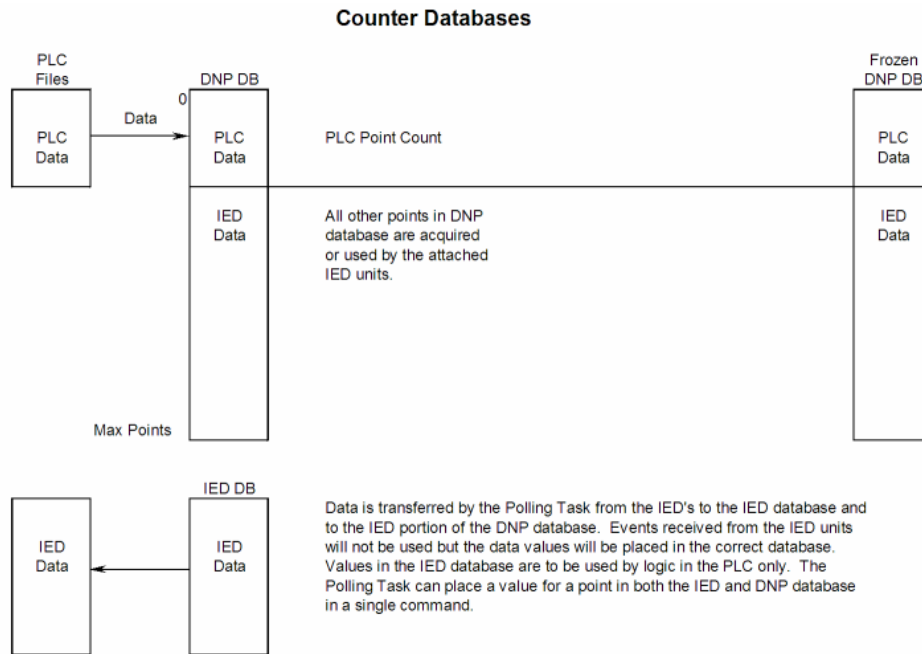 Counter Databases
PLC
Files
DNP DB
Frozen
DNP DB
0
Data
PLC
Data
PLC
Data
PLC Point Count
PLC
Data
IED
Data
All other points in DNP
database are acquired
or used by the attached
IED units.
IED
Data
Max Points
IED DB
IED
Data
IED
Data
Data is transferred by the Polling Task from the IED's to the IED database and
to the IED portion of the DNP database. Events received from the IED units
will not be used but the data values will be placed in the correct database.
Values in the IED database are to be used by logic in the PLC only. The
Polling Task can place a value for a point in both the IED and DNP database
in a single command.